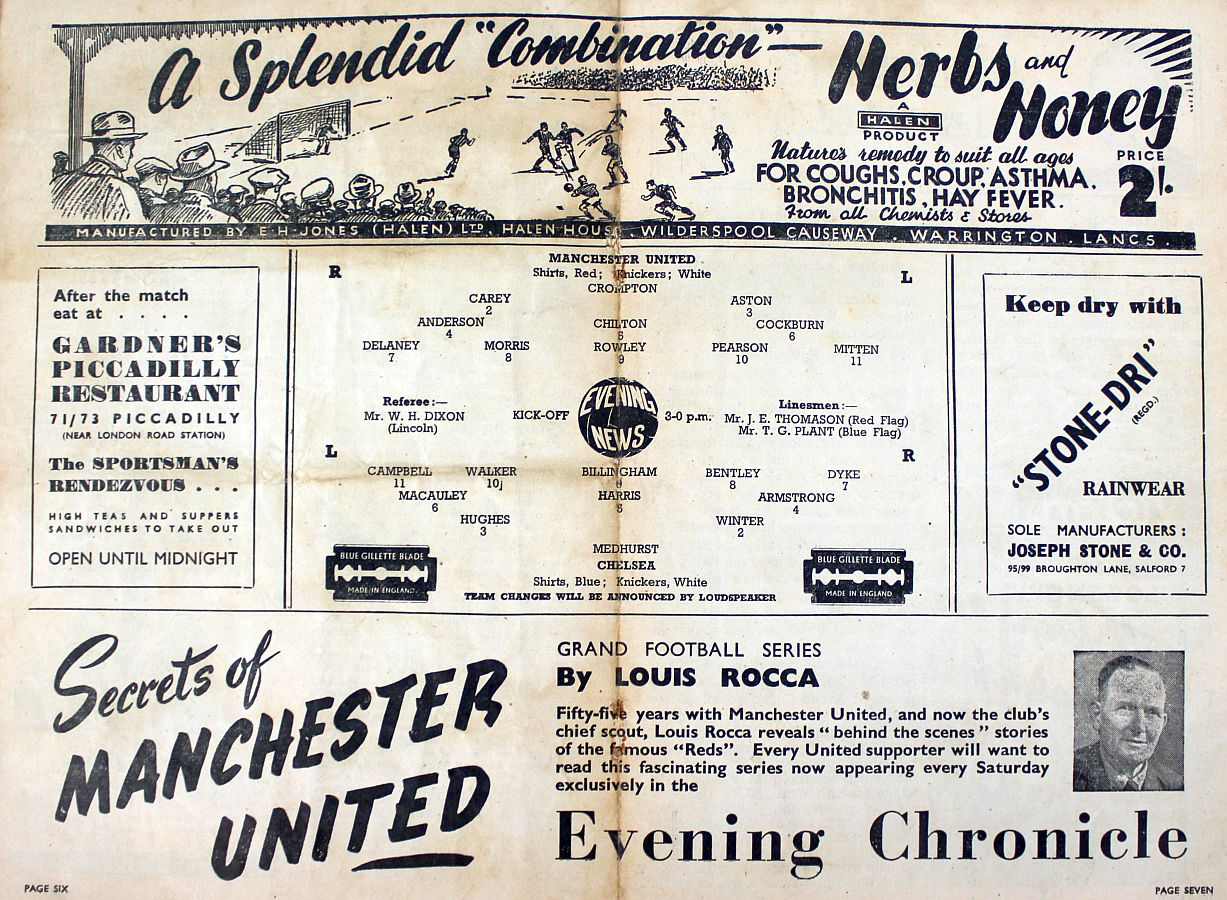 A Splendid "Combination"—
Herbs and
Honey
A
HALEN
PRODUCT
Nature's remedy to suit all ages
FOR COUGHS, CROUP, ASTHMA.
BRONCHITIS, HAY FEVER.
From all Chemists & Stores
PRICE
2/-
MANUFACTURED BY E·H·JONES (HALEN) LTD., HALEN HOUSE, WILDERSPOOL CAUSEWAY . WARRINGTON . LANCS.
After the match
eat at . . . .
GARDNER'S
PICCADILLY
RESTAURANT
71/73 PICCADILLY
(NEAR LONDON ROAD STATION)
The SPORTSMAN'S
RENDEZVOUS . . .
HIGH TEAS AND SUPPERS
SANDWICHES TO TAKE OUT
OPEN UNTIL MIDNIGHT
MANCHESTER UNITED
R Shirts, Red; Knickers; White L
CROMPTON
CAREY ASTON
2 3
ANDERSON CHILTON COCKBURN
4 5 6
DELANEY MORRIS ROWLEY PEARSON MITTEN
7 8 9 10 11
Referee:—
Mr. W. H. DIXON
(Lincoln)
KICK-OFF
EVENING
NEWS
3-0 p.m.
Linesmen:—
Mr. J. E. THOMASON (Red Flag)
Mr. T. G. PLANT (Blue Flag)
L R
CAMPBELL WALKER BILLINGHAM BENTLEY DYKE
11 10j 9 8 7
MACAULEY HARRIS ARMSTRONG
6 5 4
HUGHES WINTER
3 2
MEDHURST
CHELSEA
Shirts, Blue; Knickers, White
TEAM CHANGES WILL BE ANNOUNCED BY LOUDSPEAKER
BLUE GILLETTE BLADE
MADE IN ENGLAND
BLUE GILLETTE BLADE
MADE IN ENGLAND
Keep dry with
"STONE-DRI"
(REGD.)
RAINWEAR
SOLE MANUFACTURERS:
JOSEPH STONE & CO.
95/99 BROUGHTON LANE, SALFORD 7
Secrets of
MANCHESTER
UNITED
GRAND FOOTBALL SERIES
By LOUIS ROCCA
Fifty-five years with Manchester United, and now the club's
chief scout, Louis Rocca reveals "behind the scenes" stories
of the famous "Reds". Every United supporter will want to
read this fascinating series now appearing every Saturday
exclusively in the
Evening Chronicle
PAGE SIX
PAGE SEVEN